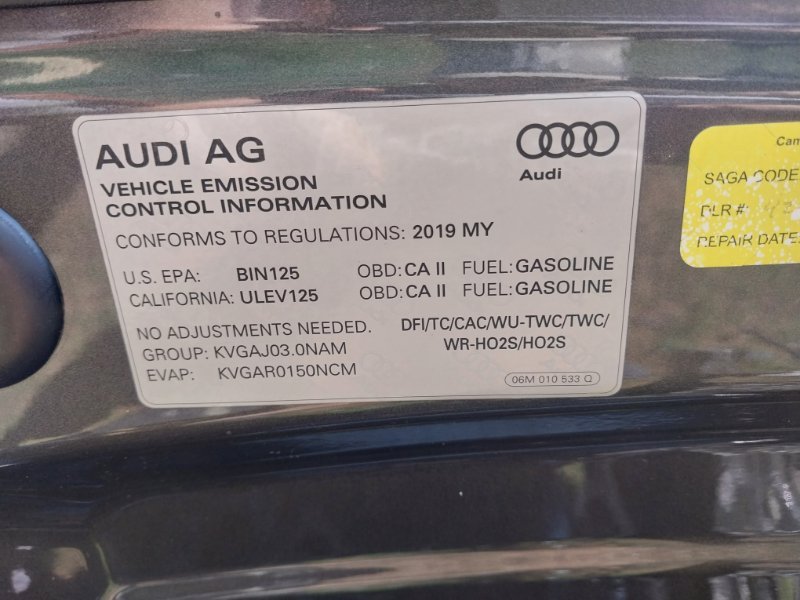 AUDI AG
Audi
VEHICLE EMISSION
CONTROL INFORMATION
CONFORMS TO REGULATIONS: 2019 MY
U.S. EPA: BIN125 OBD: CA II FUEL: GASOLINE
CALIFORNIA: ULEV125 OBD: CA II FUEL: GASOLINE
NO ADJUSTMENTS NEEDED.
GROUP: KVGAJ03.0NAM
EVAP: KVGAR0150NCM
DFI/TC/CAC/WU-TWC/TWC/
WR-HO2S/HO2S
06M 010 533 Q
SAGA CODE
DLR #
REPAIR DATE: